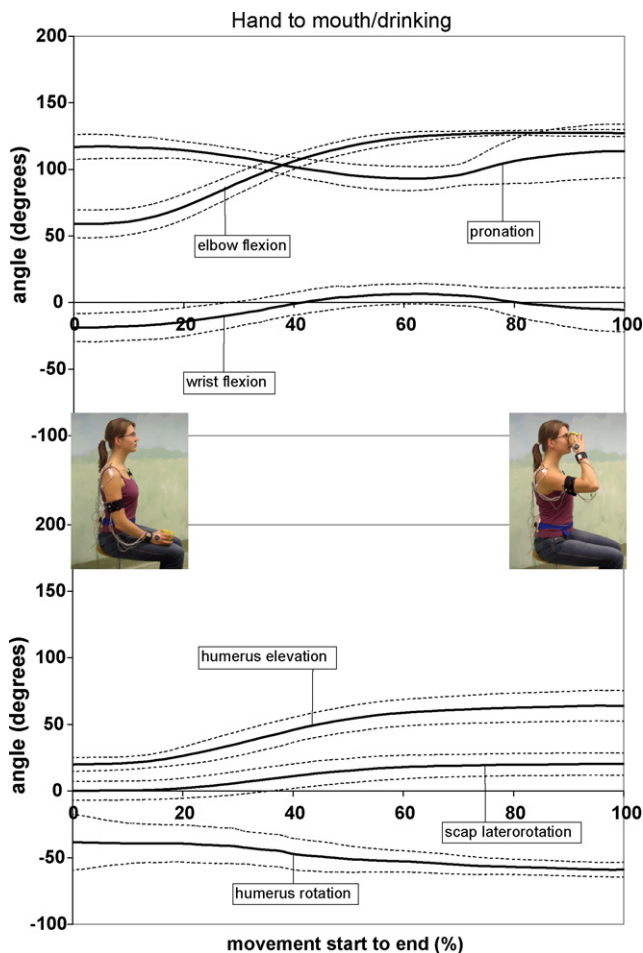 Hand to mouth/drinking
200
150
100
50
0
-50
-100
angle (degrees)
elbow flexion
pronation
wrist flexion
0 20 40 60 80 100
200
150
100
50
0
-50
-100
angle (degrees)
humerus elevation
scap laterorotation
humerus rotation
0 20 40 60 80 100
movement start to end (%)